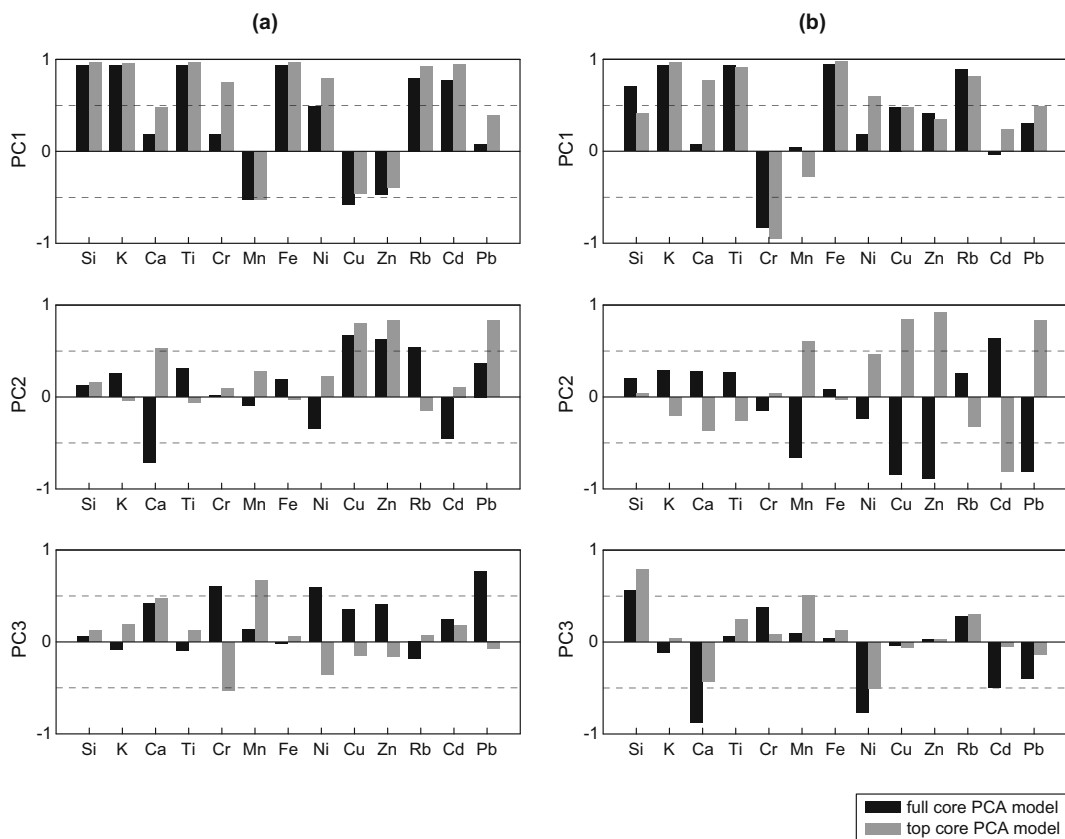 (a)
(b)
PC1
1
0
-1
Si K Ca Ti Cr Mn Fe Ni Cu Zn Rb Cd Pb
PC1
1
0
-1
Si K Ca Ti Cr Mn Fe Ni Cu Zn Rb Cd Pb
PC2
1
0
-1
Si K Ca Ti Cr Mn Fe Ni Cu Zn Rb Cd Pb
PC2
1
0
-1
Si K Ca Ti Cr Mn Fe Ni Cu Zn Rb Cd Pb
PC3
1
0
-1
Si K Ca Ti Cr Mn Fe Ni Cu Zn Rb Cd Pb
PC3
1
0
-1
Si K Ca Ti Cr Mn Fe Ni Cu Zn Rb Cd Pb
full core PCA model
top core PCA model